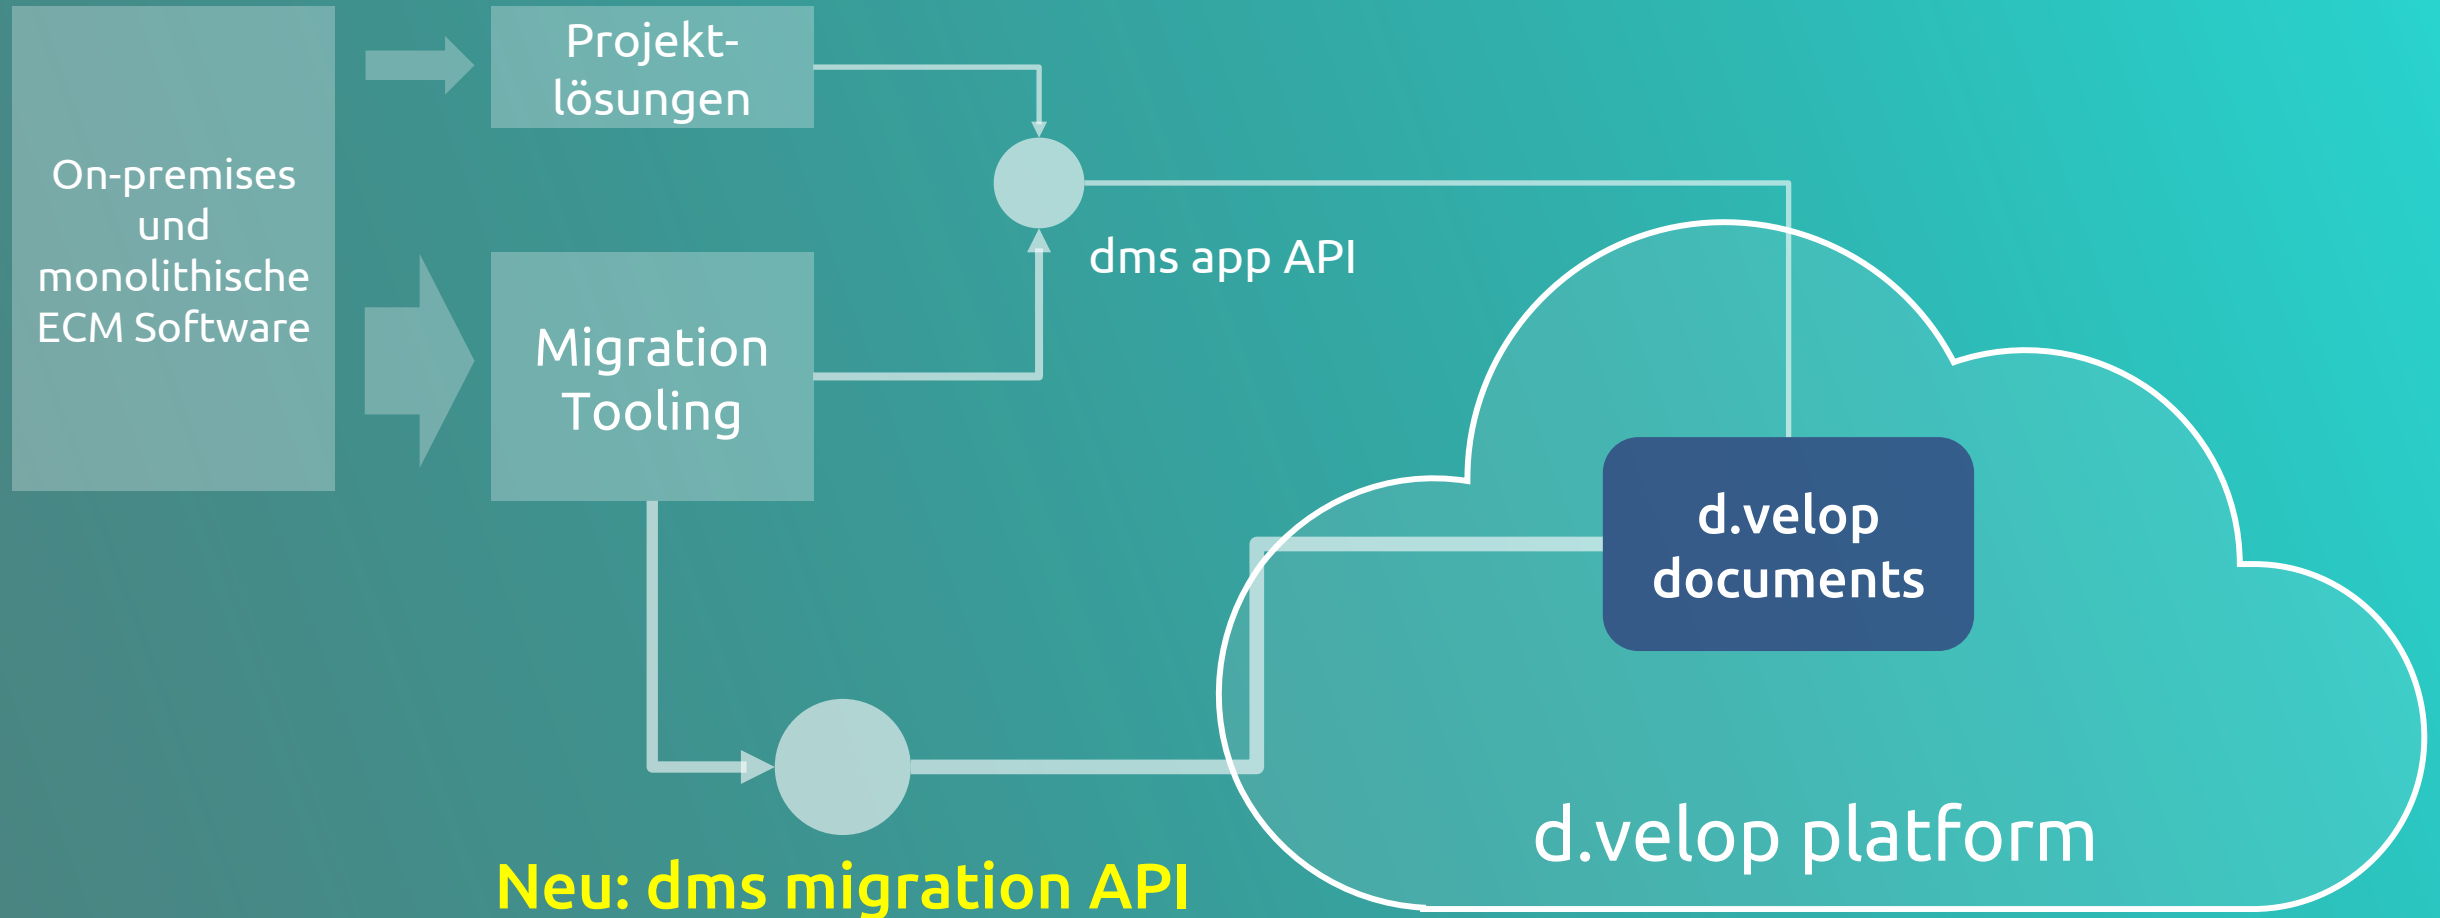 On-premises
und
monolithische
ECM Software
Projekt-
lösungen
Migration
Tooling
dms app API
d.velop
documents
d.velop platform
Neu: dms migration API